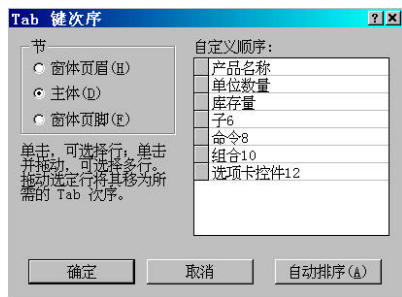 Tab 键次序
节
窗体页眉(H)
主体(D)
窗体页脚(F)
单击，可选择行；单击
并拖动，可选择多行。
拖动选定行将其移为所
需的 Tab 次序。
自定义顺序：
产品名称
单位数量
库存量
子6
命令8
组合10
选项卡控件12
确定
取消
自动排序(A)